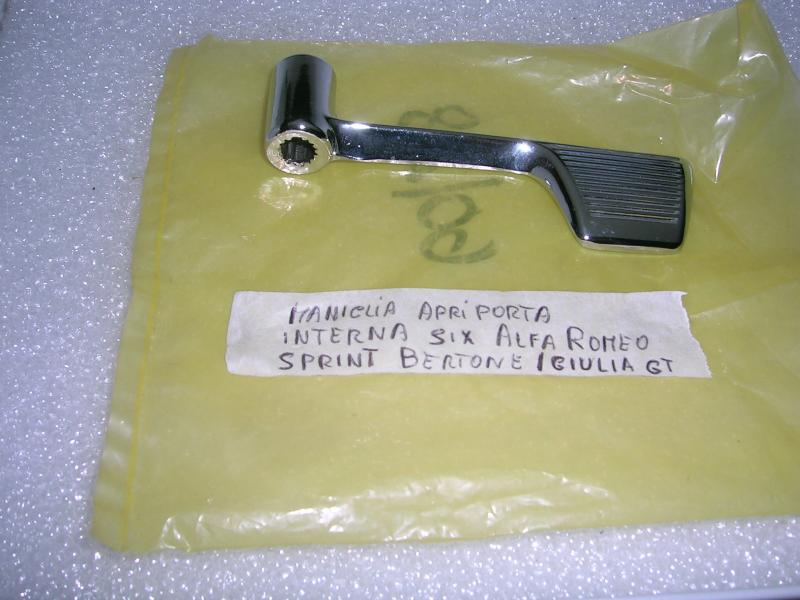 MANIGLIA APRIPORTA
INTERNA SIX ALFA ROMEO
SPRINT BERTONE / GIULIA GT